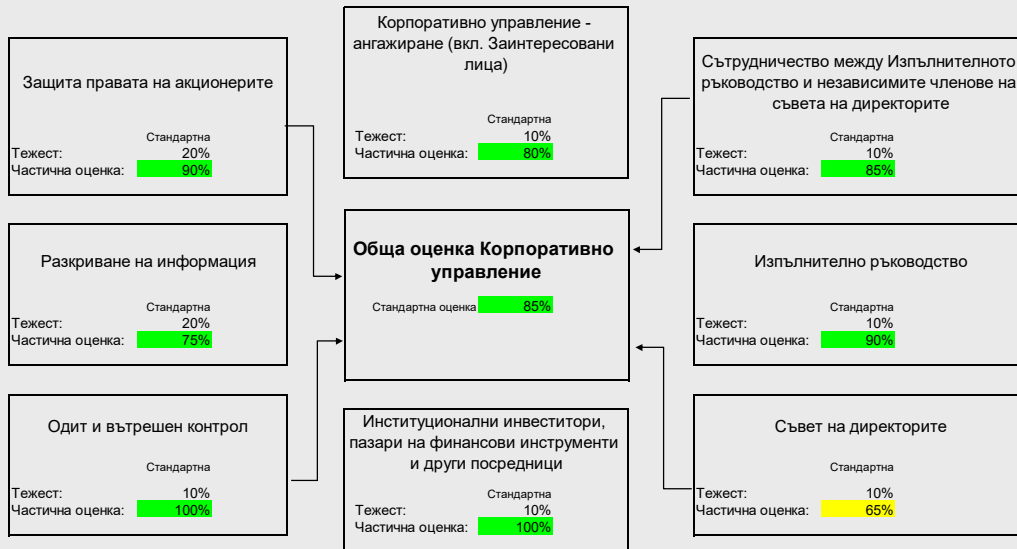 Защита правата на акционерите
Стандартна
Тежест: 20%
Частична оценка: 90%
Корпоративно управление -
ангажиране (вкл. Заинтересовани
лица)
Стандартна
Тежест: 10%
Частична оценка: 80%
Сътрудничество между Изпълнителното
ръководство и независимите членове на
съвета на директорите
Стандартна
Тежест: 10%
Частична оценка: 85%
Разкриване на информация
Стандартна
Тежест: 20%
Частична оценка: 75%
Обща оценка Корпоративно
управление
Стандартна оценка 85%
Изпълнително ръководство
Стандартна
Тежест: 10%
Частична оценка: 90%
Одит и вътрешен контрол
Стандартна
Тежест: 10%
Частична оценка: 100%
Институционални инвеститори,
пазари на финансови инструменти
и други посредници
Стандартна
Тежест: 10%
Частична оценка: 100%
Съвет на директорите
Стандартна
Тежест: 10%
Частична оценка: 65%